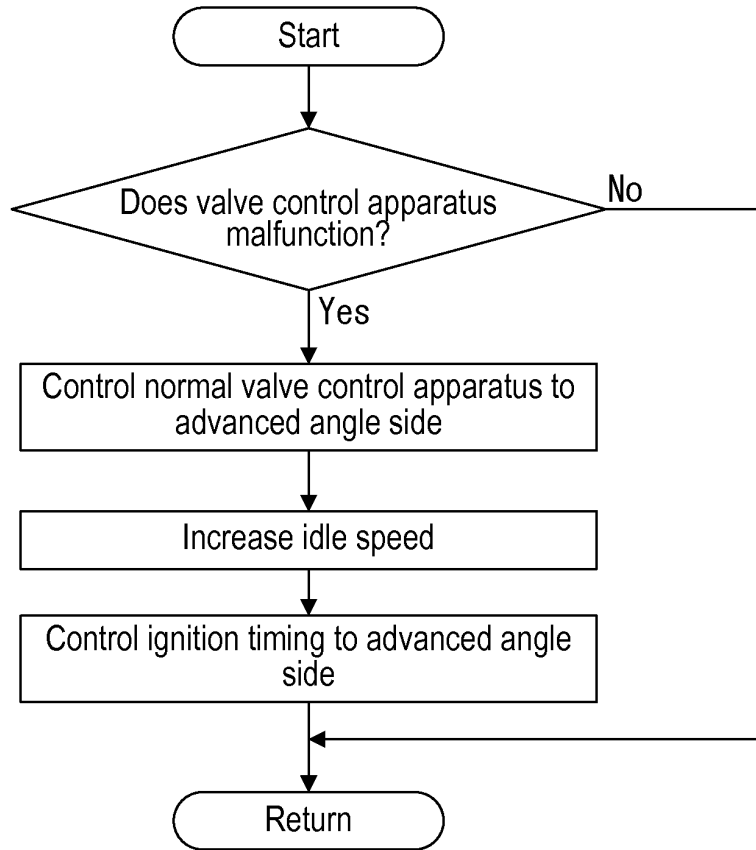 Start
Does valve control apparatus
malfunction?
No
Yes
Control normal valve control apparatus to
advanced angle side
Increase idle speed
Control ignition timing to advanced angle
side
Return